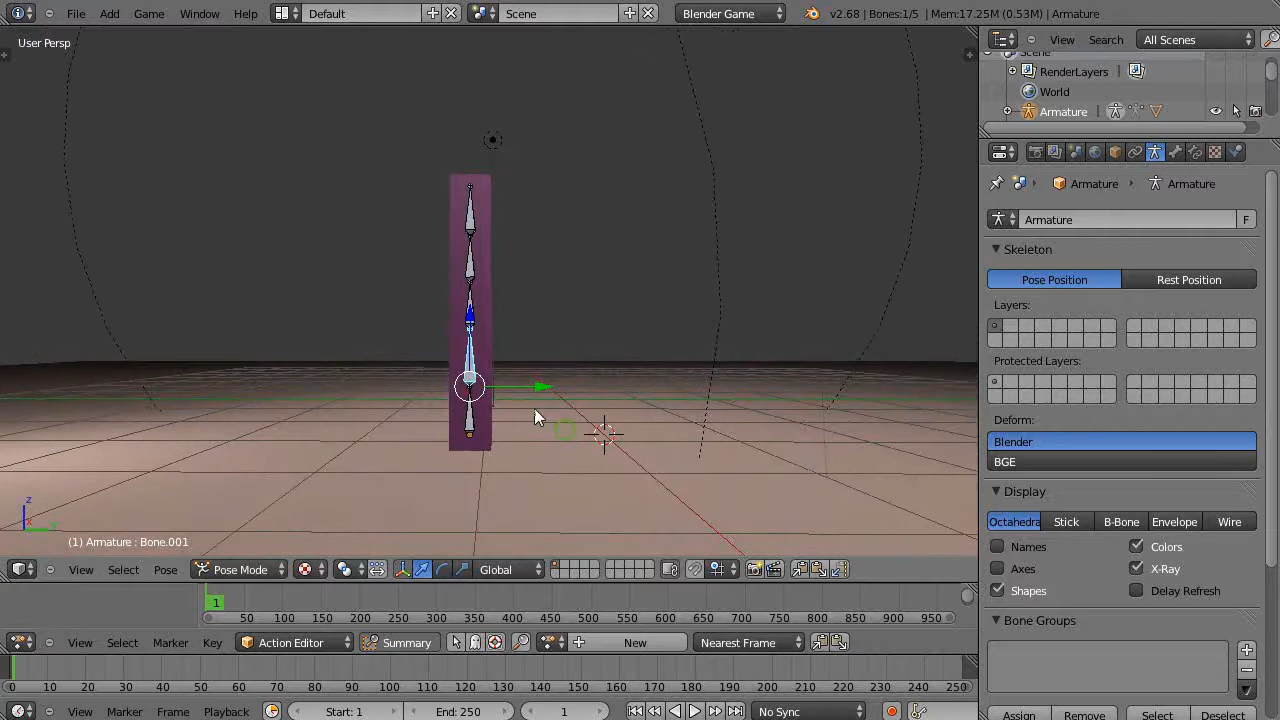 File Game Window Help Default Scene Blender Game v2.68 | Bones:1/5 | Mem:17.25M (0.53M) | Armature
User Persp
View Search All Scenes
Scene
RenderLayers
World
Armature
Armature Armature
Armature F
Skeleton
Pose Position Rest Position
Layers:
Protected Layers:
Deform:
Blender
BGE
Display
Octahedra Stick B-Bone Envelope Wire
Names Colors
Axes X-Ray
Shapes Delay Refresh
Bone Groups
Assign Remove Select Deselect
z
y
(1) Armature : Bone.001
View Select Pose Pose Mode Global
1
50 100 150 200 250 300 350 400 450 500 550 600 650 700 750 800 850 900 950
View Select Marker Key Action Editor Summary New Nearest Frame
0 10 20 30 40 50 60 70 80 90 100 110 120 130 140 150 160 170 180 190 200 210 220 230 240 250
View Marker Frame Playback Start: 1 End: 250 1 No Sync